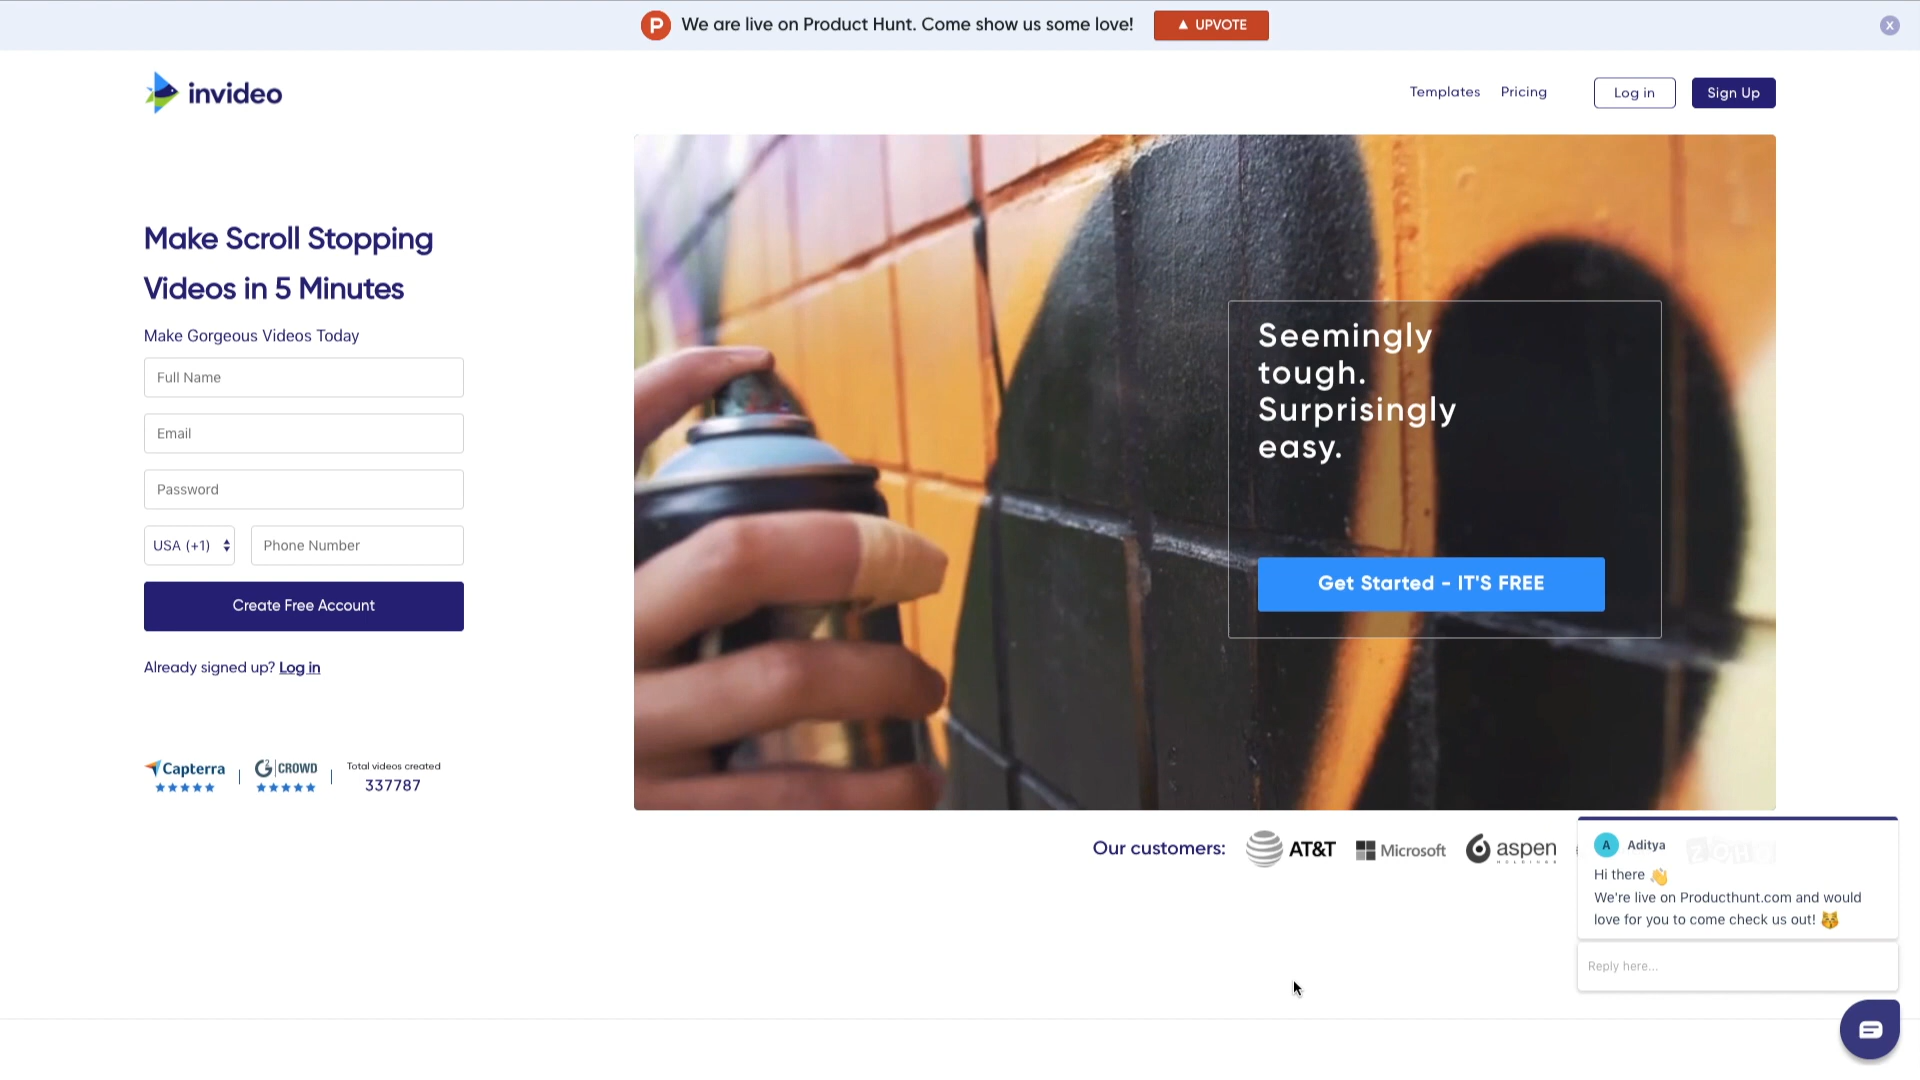 P We are live on Product Hunt. Come show us some love! ▲ UPVOTE X
invideo
Templates Pricing Log in Sign Up
Make Scroll Stopping
Videos in 5 Minutes
Make Gorgeous Videos Today
Full Name
Email
Password
USA (+1) Phone Number
Create Free Account
Already signed up? Log in
Capterra
G2 CROWD
Total videos created
337787
Seemingly
tough.
Surprisingly
easy.
Get Started - IT'S FREE
Our customers: AT&T Microsoft aspen
HOLDINGS
ZOHO
A Aditya
Hi there 👋
We're live on Producthunt.com and would
love for you to come check us out! 😽
Reply here...